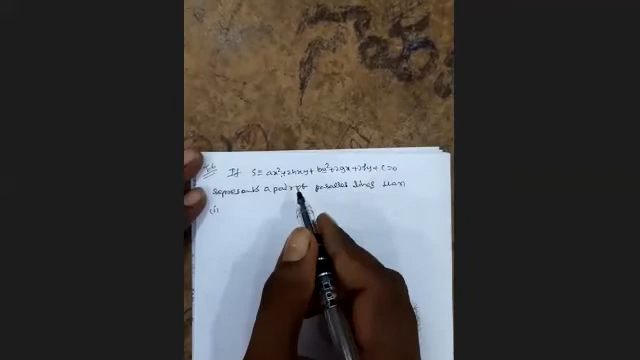 If S≡ ax²+2hxy+ by²+2gx+2fy+c=0
represents a pair of parallel lines then
(i)